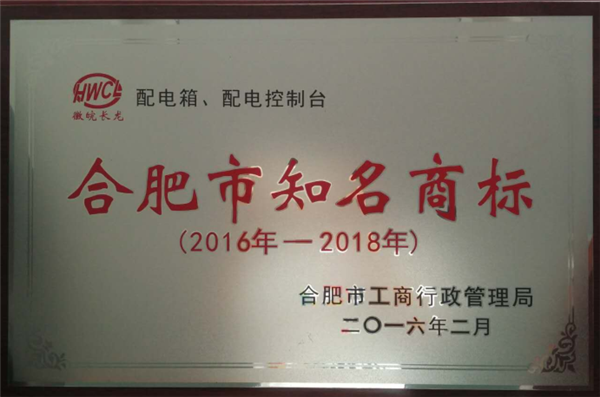 HWCL
徽皖长龙
配电箱、配电控制台
合肥市知名商标
(2016年—2018年)
合肥市工商行政管理局
二〇一六年二月